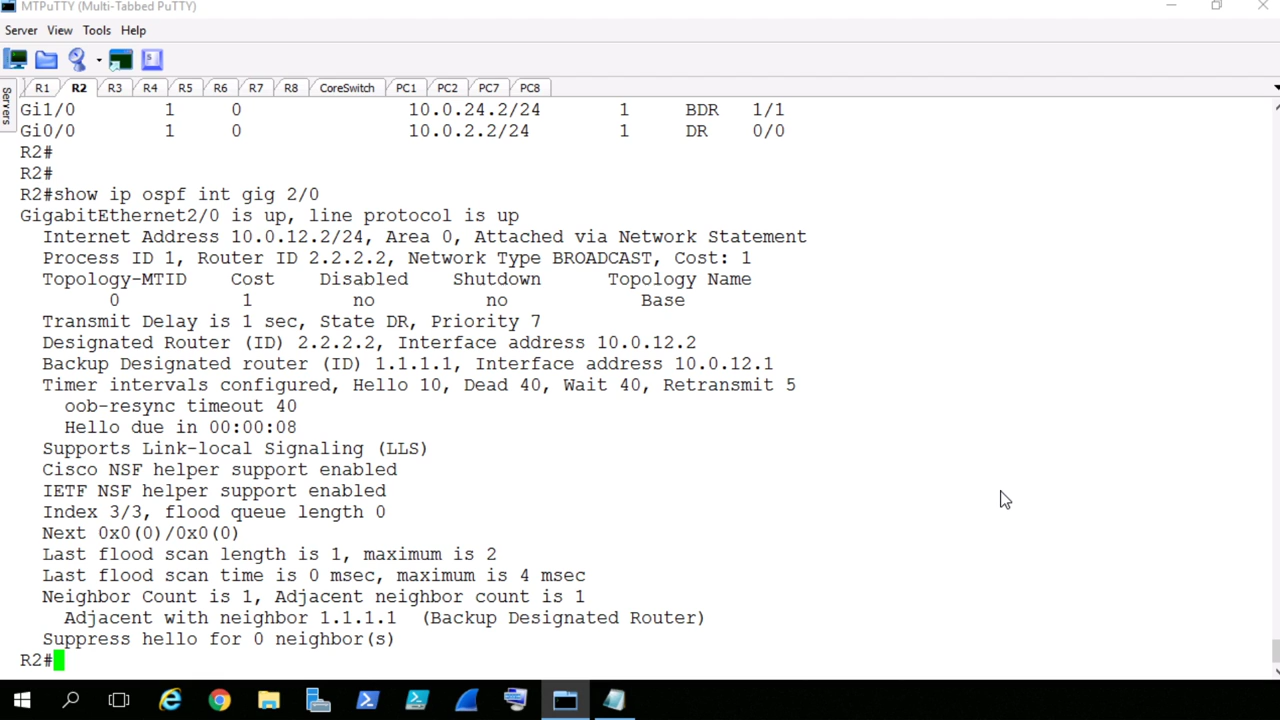 MTPuTTY (Multi-Tabbed PuTTY)
Server View Tools Help
Servers
R1 R2 R3 R4 R5 R6 R7 R8 CoreSwitch PC1 PC2 PC7 PC8
Gi1/0 1 0 10.0.24.2/24 1 BDR 1/1
Gi0/0 1 0 10.0.2.2/24 1 DR 0/0
R2#
R2#
R2#show ip ospf int gig 2/0
GigabitEthernet2/0 is up, line protocol is up
Internet Address 10.0.12.2/24, Area 0, Attached via Network Statement
Process ID 1, Router ID 2.2.2.2, Network Type BROADCAST, Cost: 1
Topology-MTID Cost Disabled Shutdown Topology Name
0 1 no no Base
Transmit Delay is 1 sec, State DR, Priority 7
Designated Router (ID) 2.2.2.2, Interface address 10.0.12.2
Backup Designated router (ID) 1.1.1.1, Interface address 10.0.12.1
Timer intervals configured, Hello 10, Dead 40, Wait 40, Retransmit 5
oob-resync timeout 40
Hello due in 00:00:08
Supports Link-local Signaling (LLS)
Cisco NSF helper support enabled
IETF NSF helper support enabled
Index 3/3, flood queue length 0
Next 0x0(0)/0x0(0)
Last flood scan length is 1, maximum is 2
Last flood scan time is 0 msec, maximum is 4 msec
Neighbor Count is 1, Adjacent neighbor count is 1
Adjacent with neighbor 1.1.1.1 (Backup Designated Router)
Suppress hello for 0 neighbor(s)
R2#